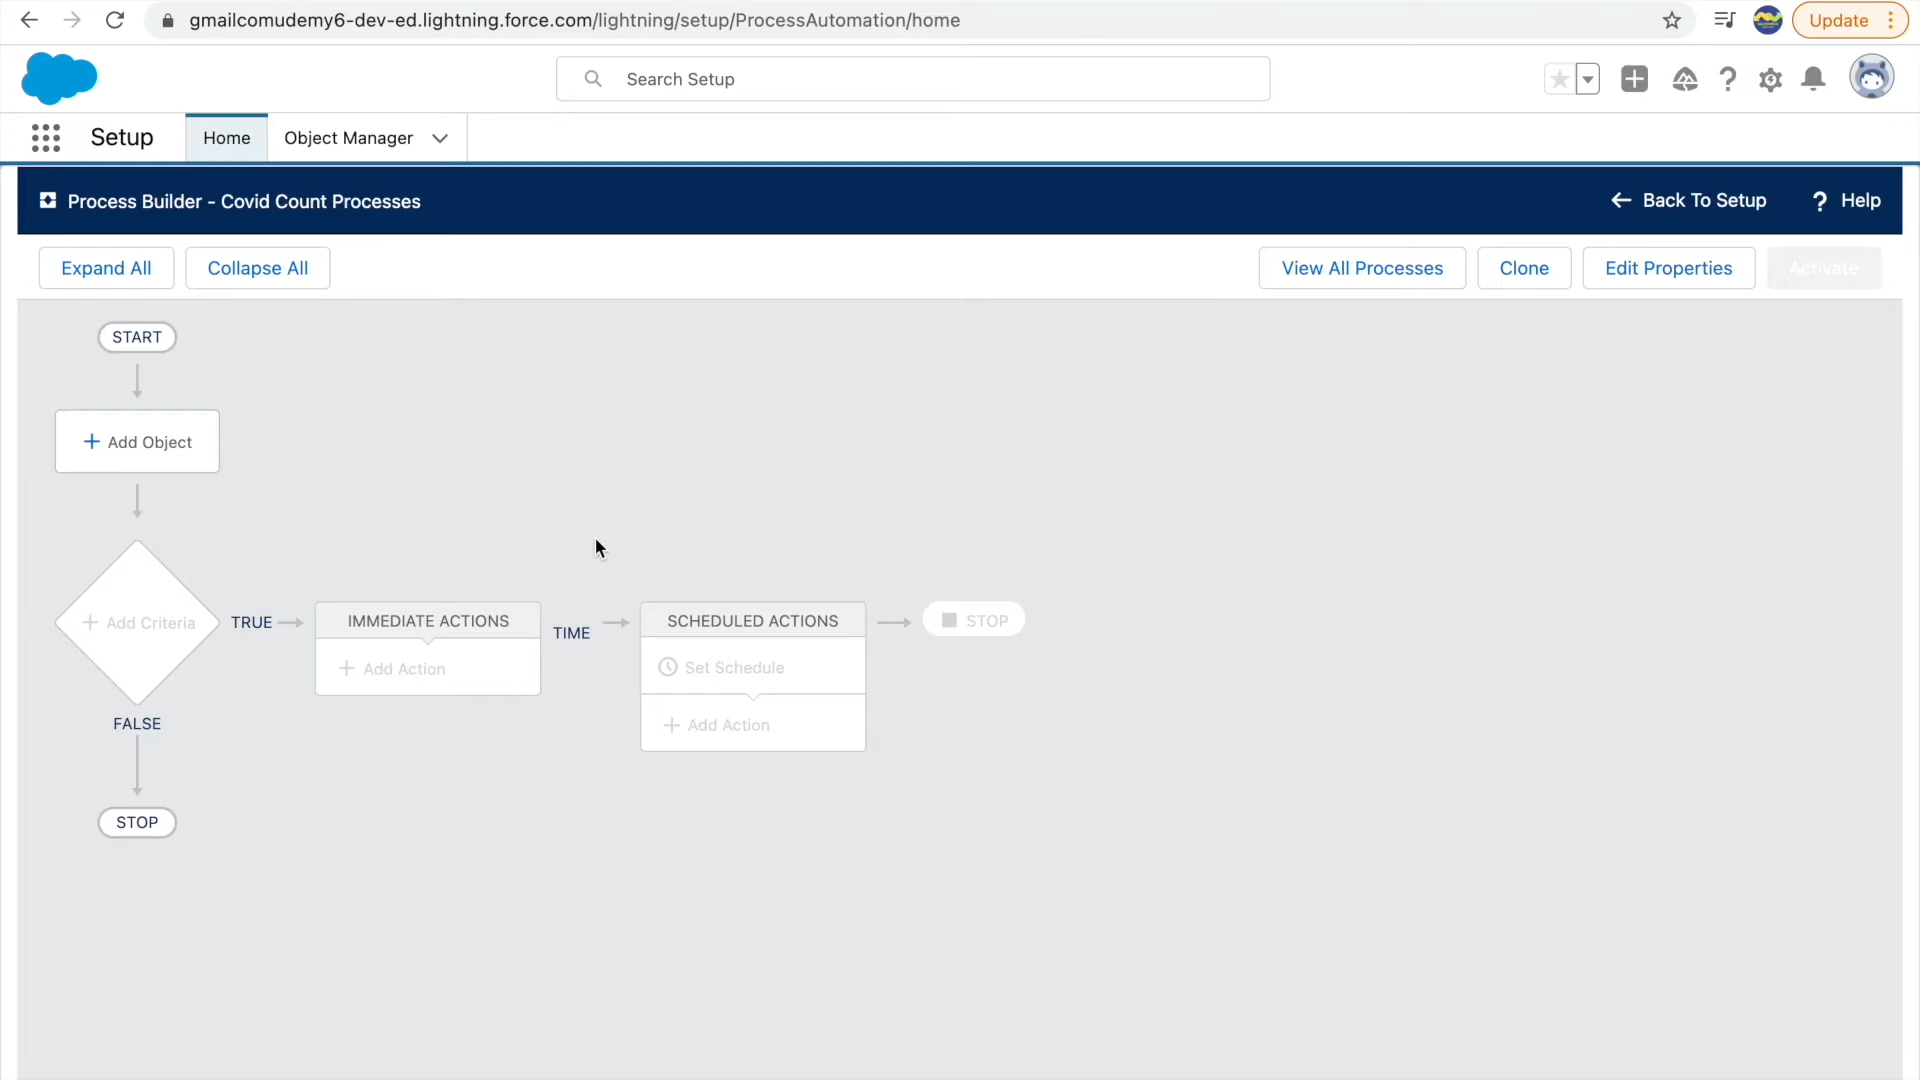 gmailcomudemy6-dev-ed.lightning.force.com/lightning/setup/ProcessAutomation/home
Update
Search Setup
Setup
Home
Object Manager
Process Builder - Covid Count Processes
Back To Setup
? Help
Expand All
Collapse All
View All Processes
Clone
Edit Properties
Activate
START
+ Add Object
+ Add Criteria
TRUE
IMMEDIATE ACTIONS
+ Add Action
TIME
SCHEDULED ACTIONS
Set Schedule
+ Add Action
STOP
FALSE
STOP